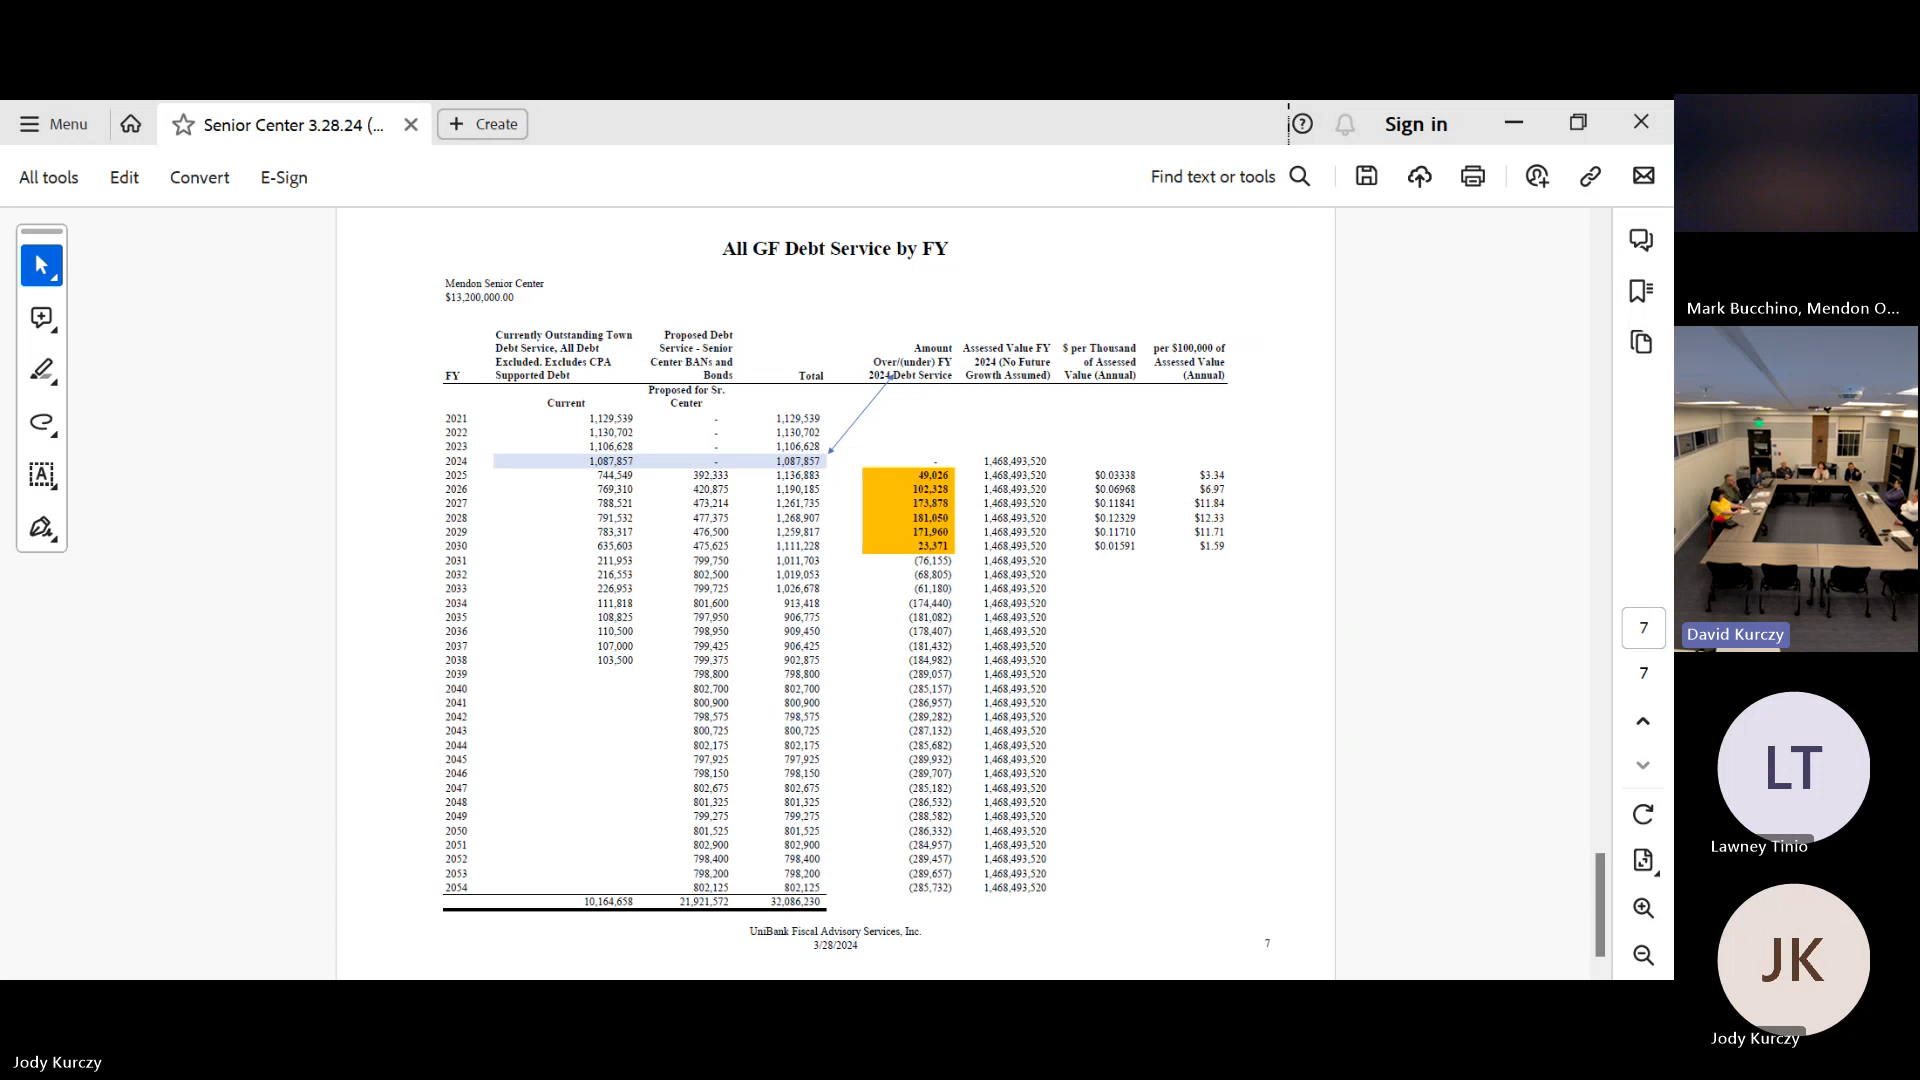 Menu
Senior Center 3.28.24 (...
Create
Sign in
All tools
Edit
Convert
E-Sign
Find text or tools
All GF Debt Service by FY
Mendon Senior Center
$13,200,000.00
FY Currently Outstanding Town Debt Service, All Debt Excluded. Excludes CPA Supported Debt Proposed Debt Service - Senior Center BANs and Bonds Total Amount Over/(under) FY 2024 Debt Service Assessed Value FY 2024 (No Future Growth Assumed) $ per Thousand of Assessed Value (Annual) per $100,000 of Assessed Value (Annual)
Current Proposed for Sr. Center
2021 1,129,539 - 1,129,539
2022 1,130,702 - 1,130,702
2023 1,106,628 - 1,106,628
2024 1,087,857 - 1,087,857 - 1,468,493,520
2025 744,549 392,333 1,136,883 49,026 1,468,493,520 $0.03338 $3.34
2026 769,310 420,875 1,190,185 102,328 1,468,493,520 $0.06968 $6.97
2027 788,521 473,214 1,261,735 173,878 1,468,493,520 $0.11841 $11.84
2028 791,532 477,375 1,268,907 181,050 1,468,493,520 $0.12329 $12.33
2029 783,317 476,500 1,259,817 171,960 1,468,493,520 $0.11710 $11.71
2030 635,603 475,625 1,111,228 23,371 1,468,493,520 $0.01591 $1.59
2031 211,953 799,750 1,011,703 (76,155) 1,468,493,520
2032 216,553 802,500 1,019,053 (68,805) 1,468,493,520
2033 226,953 799,725 1,026,678 (61,180) 1,468,493,520
2034 111,818 801,600 913,418 (174,440) 1,468,493,520
2035 108,825 797,950 906,775 (181,082) 1,468,493,520
2036 110,500 798,950 909,450 (178,407) 1,468,493,520
2037 107,000 799,425 906,425 (181,432) 1,468,493,520
2038 103,500 799,375 902,875 (184,982) 1,468,493,520
2039 798,800 798,800 (289,057) 1,468,493,520
2040 802,700 802,700 (285,157) 1,468,493,520
2041 800,900 800,900 (286,957) 1,468,493,520
2042 798,575 798,575 (289,282) 1,468,493,520
2043 800,725 800,725 (287,132) 1,468,493,520
2044 802,175 802,175 (285,682) 1,468,493,520
2045 797,925 797,925 (289,932) 1,468,493,520
2046 798,150 798,150 (289,707) 1,468,493,520
2047 802,675 802,675 (285,182) 1,468,493,520
2048 801,325 801,325 (286,532) 1,468,493,520
2049 799,275 799,275 (288,582) 1,468,493,520
2050 801,525 801,525 (286,332) 1,468,493,520
2051 802,900 802,900 (284,957) 1,468,493,520
2052 798,400 798,400 (289,457) 1,468,493,520
2053 798,200 798,200 (289,657) 1,468,493,520
2054 802,125 802,125 (285,732) 1,468,493,520
10,164,658 21,921,572 32,086,230
UniBank Fiscal Advisory Services, Inc.
3/28/2024
7
7
7
Mark Bucchino, Mendon O...
David Kurczy
LT
Lawney Tinio
JK
Jody Kurczy
Jody Kurczy